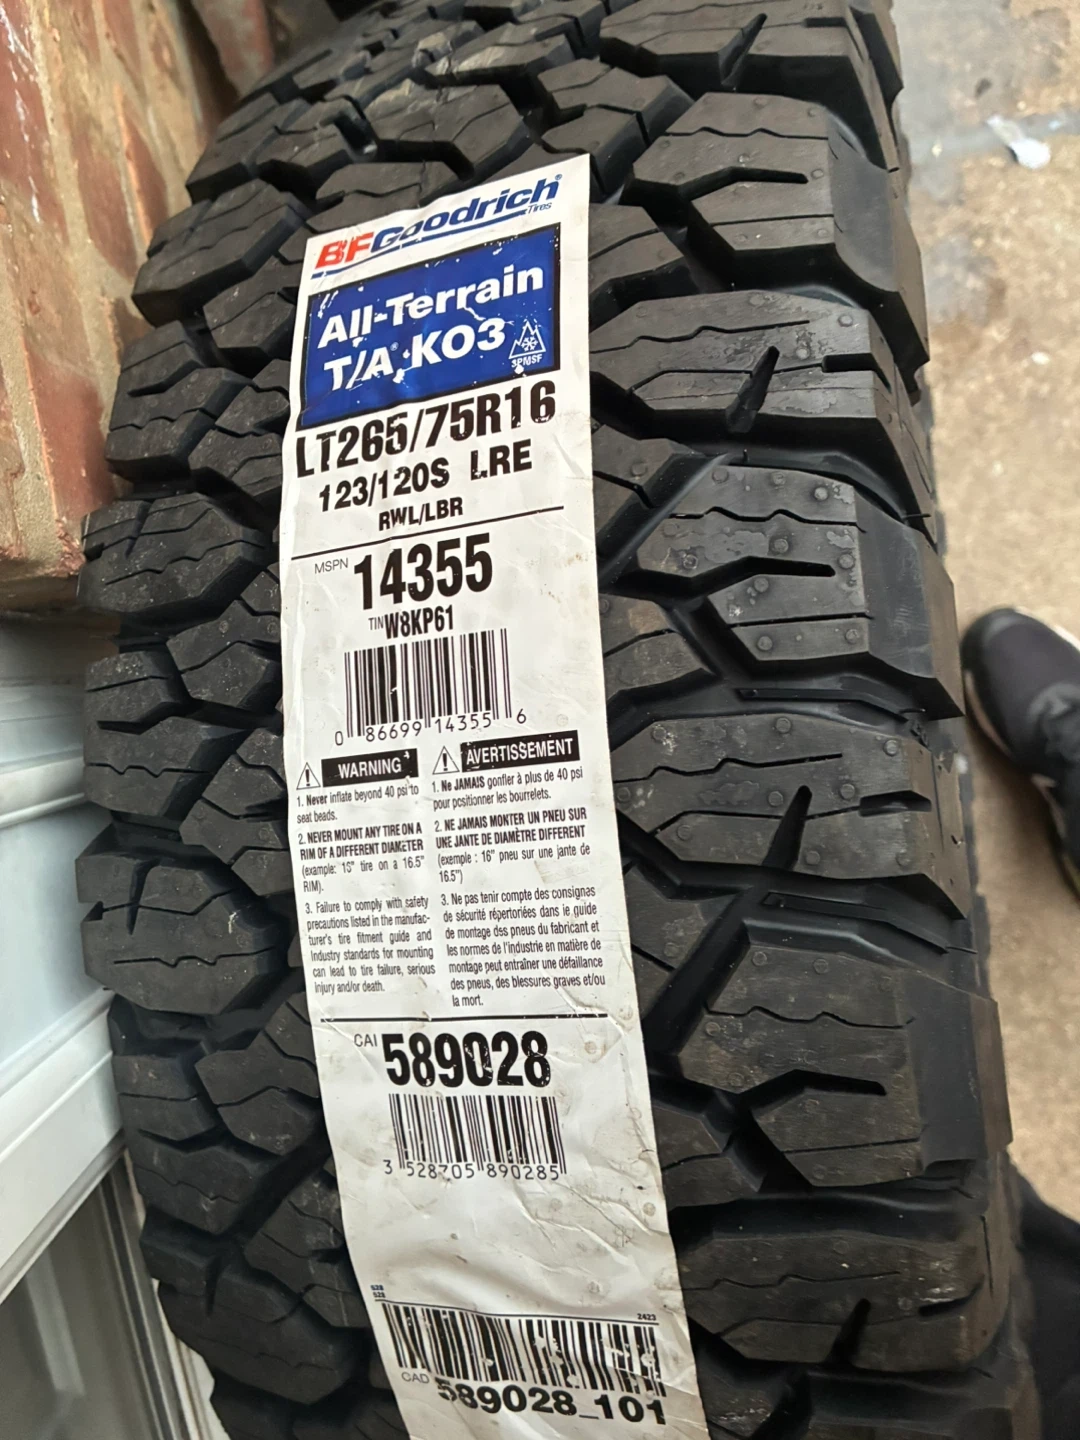 BFGoodrich®
Tires
All-Terrain
T/A® KO3
3PMSF
LT265/75R16
123/120S LRE
RWL/LBR
MSPN 14355
TIN W8KP61
0 86699 14355 6
WARNING
1. Never inflate beyond 40 psi to
seat beads.
2. NEVER MOUNT ANY TIRE ON A
RIM OF A DIFFERENT DIAMETER
(example: 16" tire on a 16.5"
RIM).
3. Failure to comply with safety
precautions listed in the manufac-
turer's tire fitment guide and
Industry standards for mounting
can lead to tire failure, serious
injury and/or death.
AVERTISSEMENT
1. Ne JAMAIS gonfler à plus de 40 psi
pour positionner les bourrelets.
2. NE JAMAIS MONTER UN PNEU SUR
UNE JANTE DE DIAMÈTRE DIFFERENT
(exemple : 16" pneu sur une jante de
16.5")
3. Ne pas tenir compte des consignes
de sécurité répertoriées dans le guide
de montage des pneus du fabricant et
les normes de l'industrie en matière de
montage peut entraîner une défaillance
des pneus, des blessures graves et/ou
la mort.
CAI 589028
3 528705 890285
528
528
2423
CAD 589028_101